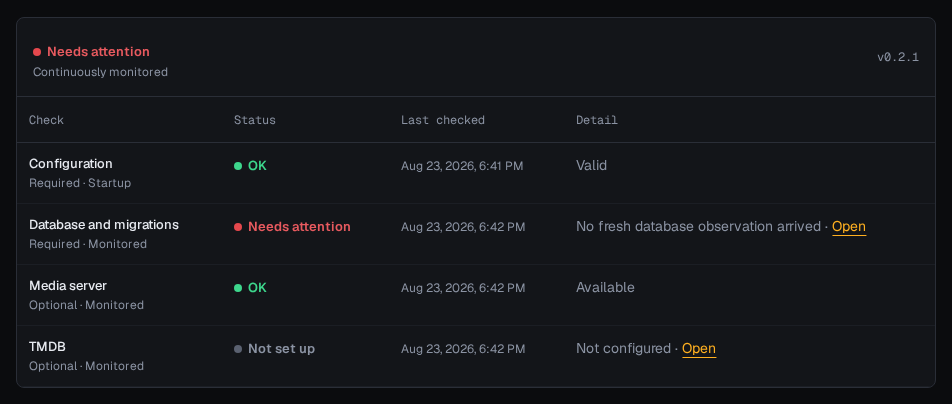 Needs attention
Continuously monitored
v0.2.1
Check Status Last checked Detail
Configuration
Required · Startup
OK
Aug 23, 2026, 6:41 PM
Valid
Database and migrations
Required · Monitored
Needs attention
Aug 23, 2026, 6:42 PM
No fresh database observation arrived · Open
Media server
Optional · Monitored
OK
Aug 23, 2026, 6:42 PM
Available
TMDB
Optional · Monitored
Not set up
Aug 23, 2026, 6:42 PM
Not configured · Open